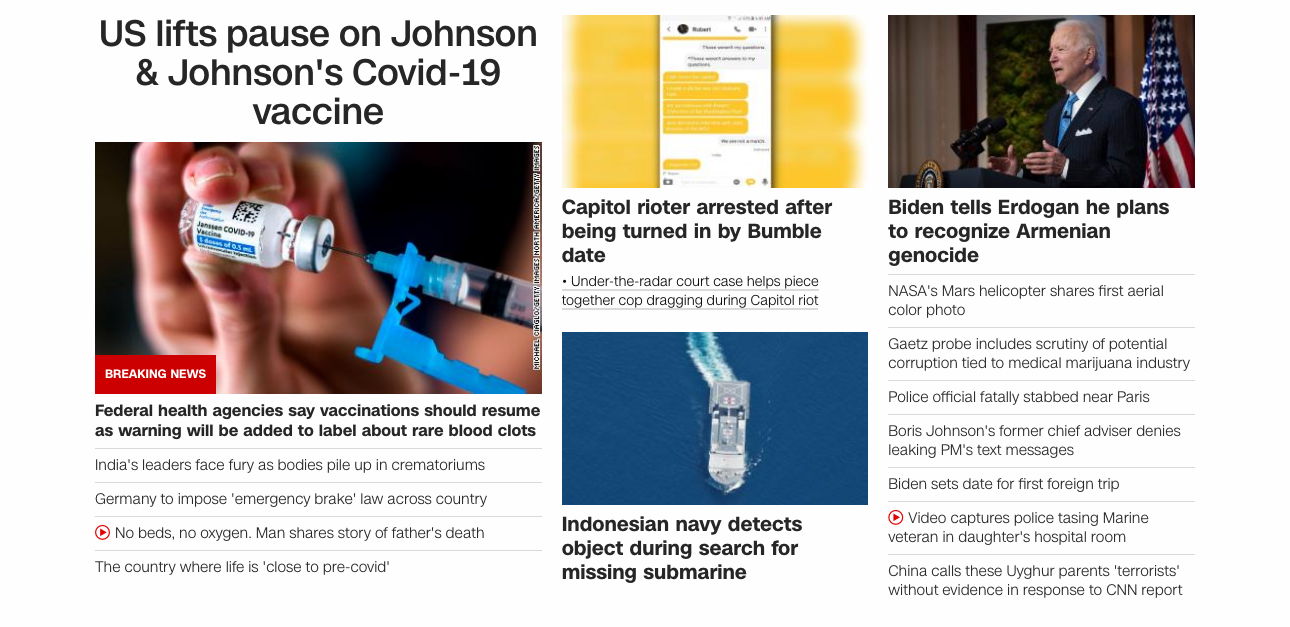 US lifts pause on Johnson
& Johnson's Covid-19
vaccine
Janssen COVID-19
Vaccine
MICHAEL CIAGLO/GETTY IMAGES NORTH AMERICA/GETTY IMAGES
BREAKING NEWS
Federal health agencies say vaccinations should resume
as warning will be added to label about rare blood clots
India's leaders face fury as bodies pile up in crematoriums
Germany to impose 'emergency brake' law across country
No beds, no oxygen. Man shares story of father's death
The country where life is 'close to pre-covid'
Robert
Those weren't my questions.
*Those weren't answers to my
questions.
We are not a match.
Capitol rioter arrested after
being turned in by Bumble
date
• Under-the-radar court case helps piece
together cop dragging during Capitol riot
Indonesian navy detects
object during search for
missing submarine
Biden tells Erdogan he plans
to recognize Armenian
genocide
NASA's Mars helicopter shares first aerial
color photo
Gaetz probe includes scrutiny of potential
corruption tied to medical marijuana industry
Police official fatally stabbed near Paris
Boris Johnson's former chief adviser denies
leaking PM's text messages
Biden sets date for first foreign trip
Video captures police tasing Marine
veteran in daughter's hospital room
China calls these Uyghur parents 'terrorists'
without evidence in response to CNN report